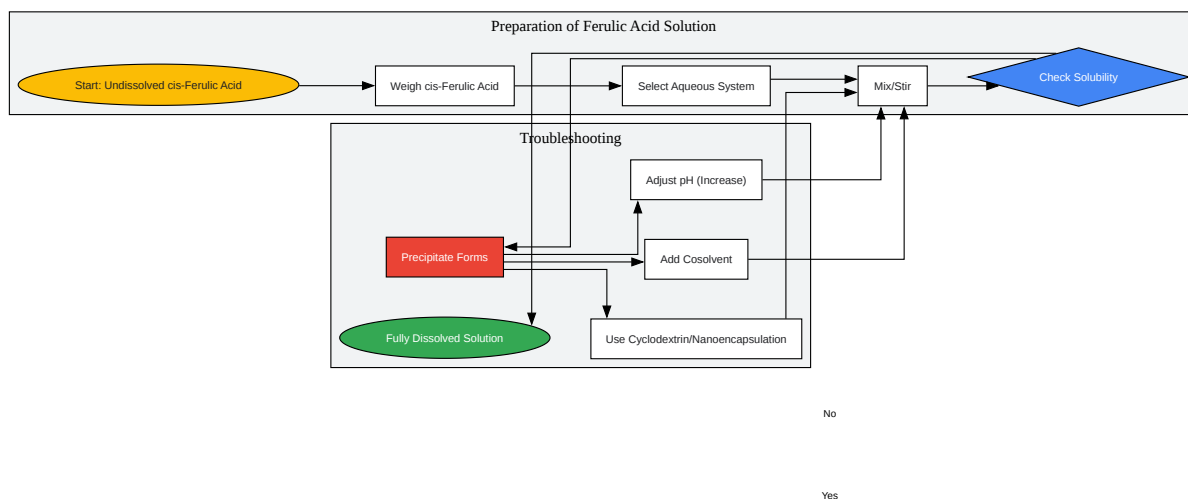 Preparation of Ferulic Acid Solution
Start: Undissolved cis-Ferulic Acid
Weigh cis-Ferulic Acid
Select Aqueous System
Mix/Stir
Check Solubility
Troubleshooting
Adjust pH (Increase)
Precipitate Forms
Add Cosolvent
Fully Dissolved Solution
Use Cyclodextrin/Nanoencapsulation
No
Yes